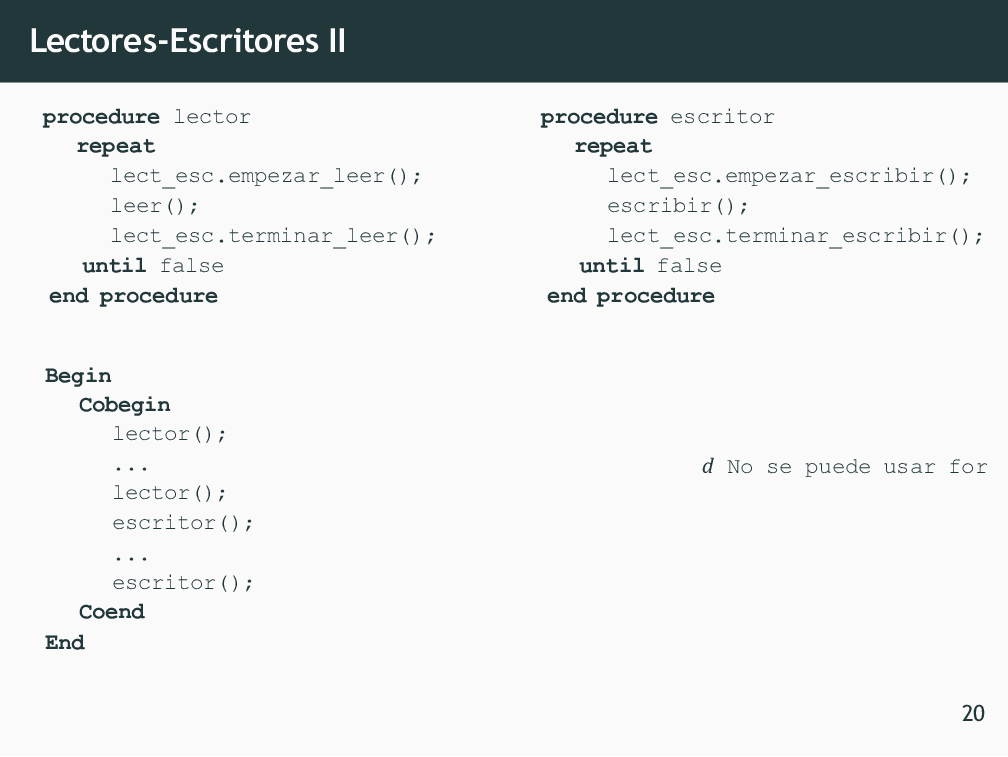 Lectores-Escritores II
procedure lector
repeat
lect_esc.empezar_leer();
leer();
lect_esc.terminar_leer();
until false
end procedure
procedure escritor
repeat
lect_esc.empezar_escribir();
escribir();
lect_esc.terminar_escribir();
until false
end procedure
Begin
Cobegin
lector();
...
lector();
escritor();
...
escritor();
Coend
End
d No se puede usar for
20